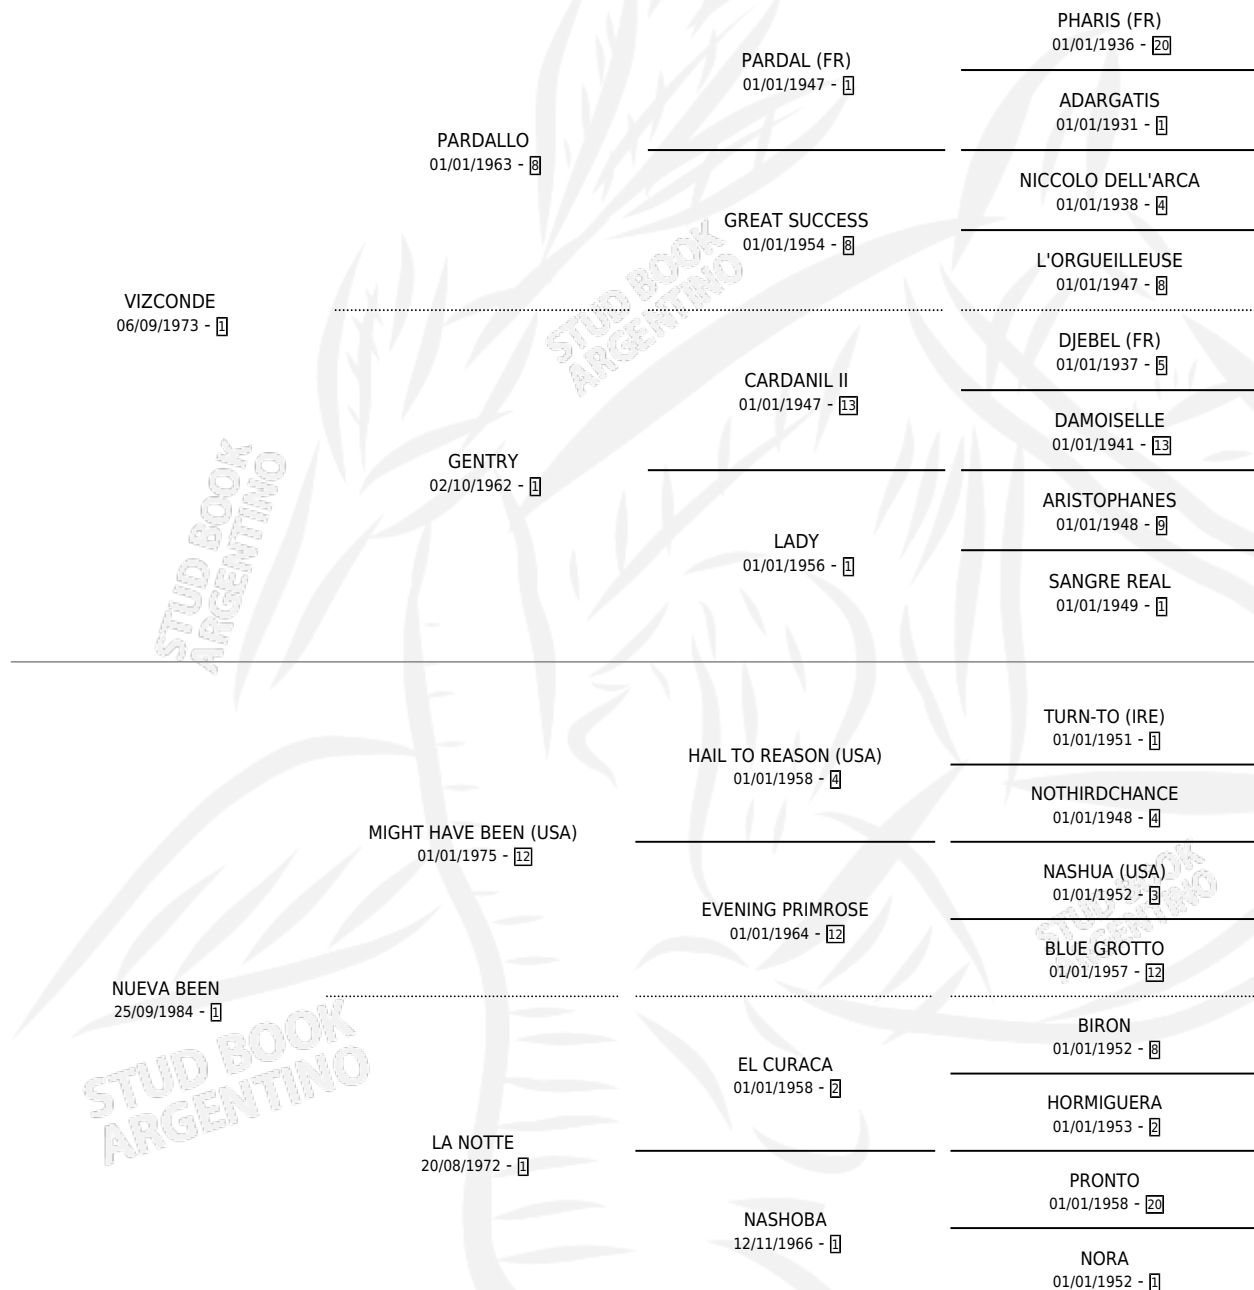 PHARIS (FR)
01/01/1936 - 20
PARDAL (FR)
01/01/1947 - 1
ADARGATIS
01/01/1931 - 1
PARDALLO
01/01/1963 - 8
NICCOLO DELL'ARCA
01/01/1938 - 4
GREAT SUCCESS
01/01/1954 - 8
L'ORGUEILLEUSE
01/01/1947 - 8
VIZCONDE
06/09/1973 - 1
DJEBEL (FR)
01/01/1937 - 5
CARDANIL II
01/01/1947 - 13
DAMOISELLE
01/01/1941 - 13
GENTRY
02/10/1962 - 1
ARISTOPHANES
01/01/1948 - 9
LADY
01/01/1956 - 1
SANGRE REAL
01/01/1949 - 1
TURN-TO (IRE)
01/01/1951 - 1
HAIL TO REASON (USA)
01/01/1958 - 4
NOTHIRDCHANCE
01/01/1948 - 4
MIGHT HAVE BEEN (USA)
01/01/1975 - 12
NASHUA (USA)
01/01/1952 - 3
EVENING PRIMROSE
01/01/1964 - 12
BLUE GROTTO
01/01/1957 - 12
NUEVA BEEN
25/09/1984 - 1
BIRON
01/01/1952 - 8
EL CURACA
01/01/1958 - 2
HORMIGUERA
01/01/1953 - 2
LA NOTTE
20/08/1972 - 1
PRONTO
01/01/1958 - 20
NASHOBA
12/11/1966 - 1
NORA
01/01/1952 - 1
STUD BOOK
ARGENTINO
STUD BOOK
ARGENTINO
STUD BOOK
ARGENTINO
STUD BOOK
ARGENTINO